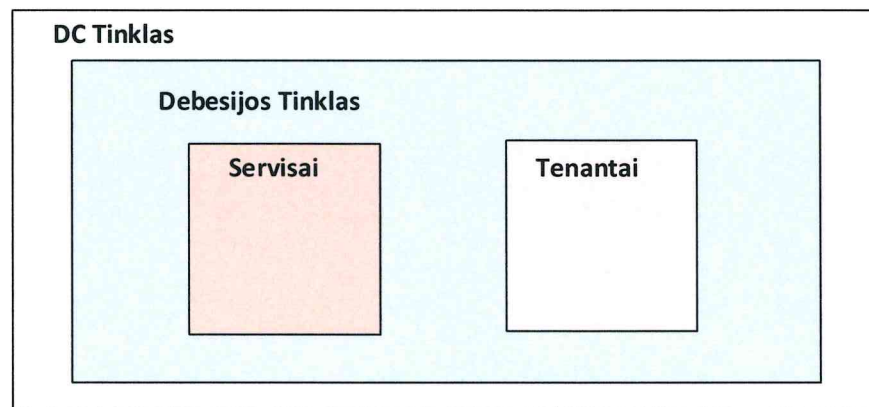 DC Tinklas
Debesijos Tinklas
Servisai
Tenantai